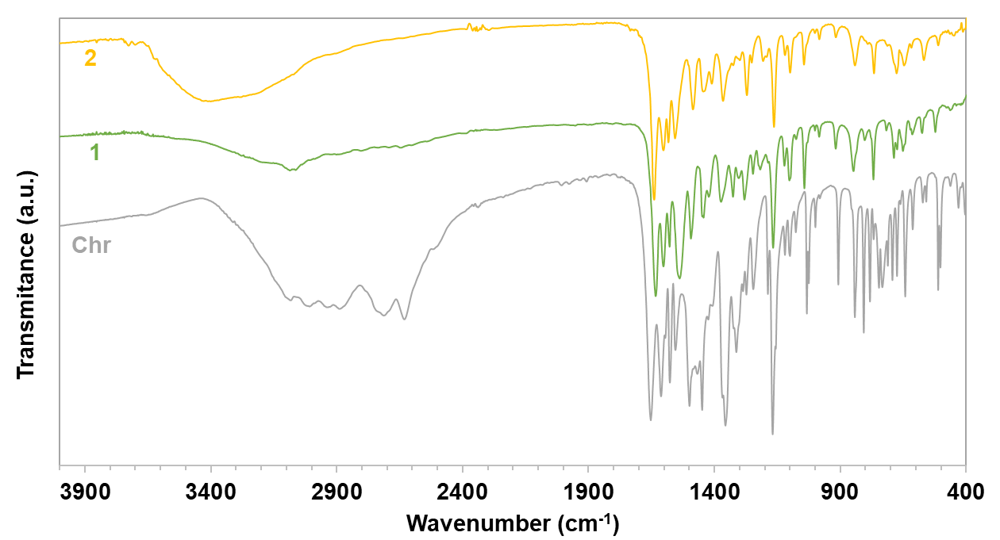 2
1
Chr
Transmitance (a.u.)
3900 3400 2900 2400 1900 1400 900 400
Wavenumber (cm-1)